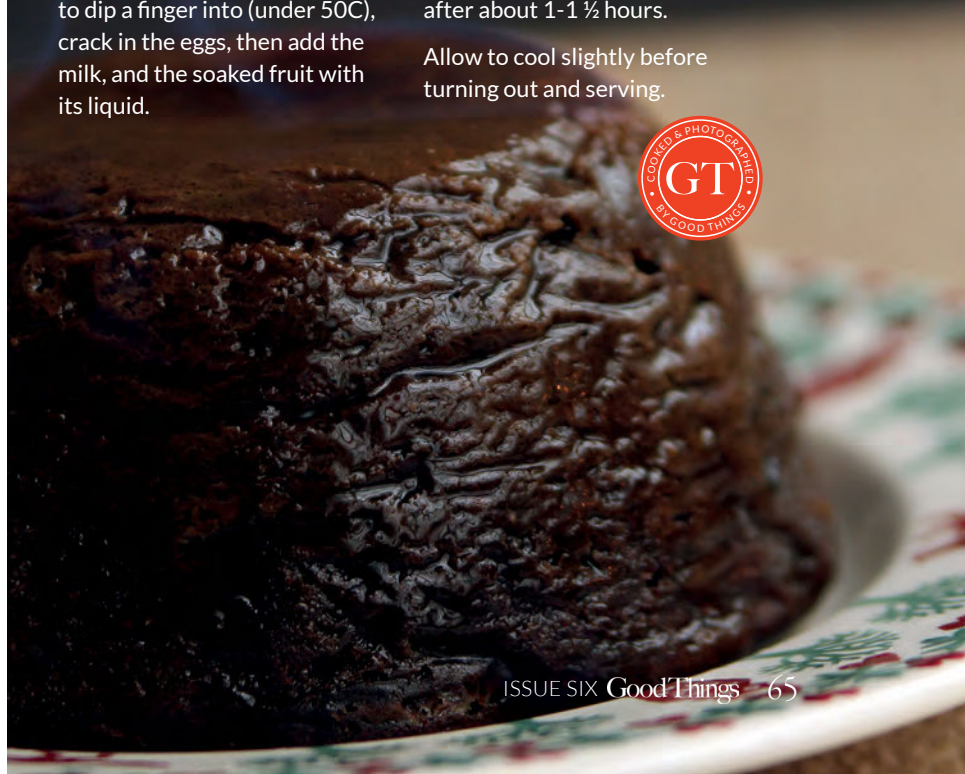 to dip a finger into (under 50C),
crack in the eggs, then add the
milk, and the soaked fruit with
its liquid.
after about 1-1 ½ hours.
Allow to cool slightly before
turning out and serving.
COOKED & PHOTOGRAPHED
GT
BY GOOD THINGS
ISSUE SIX GoodThings 65